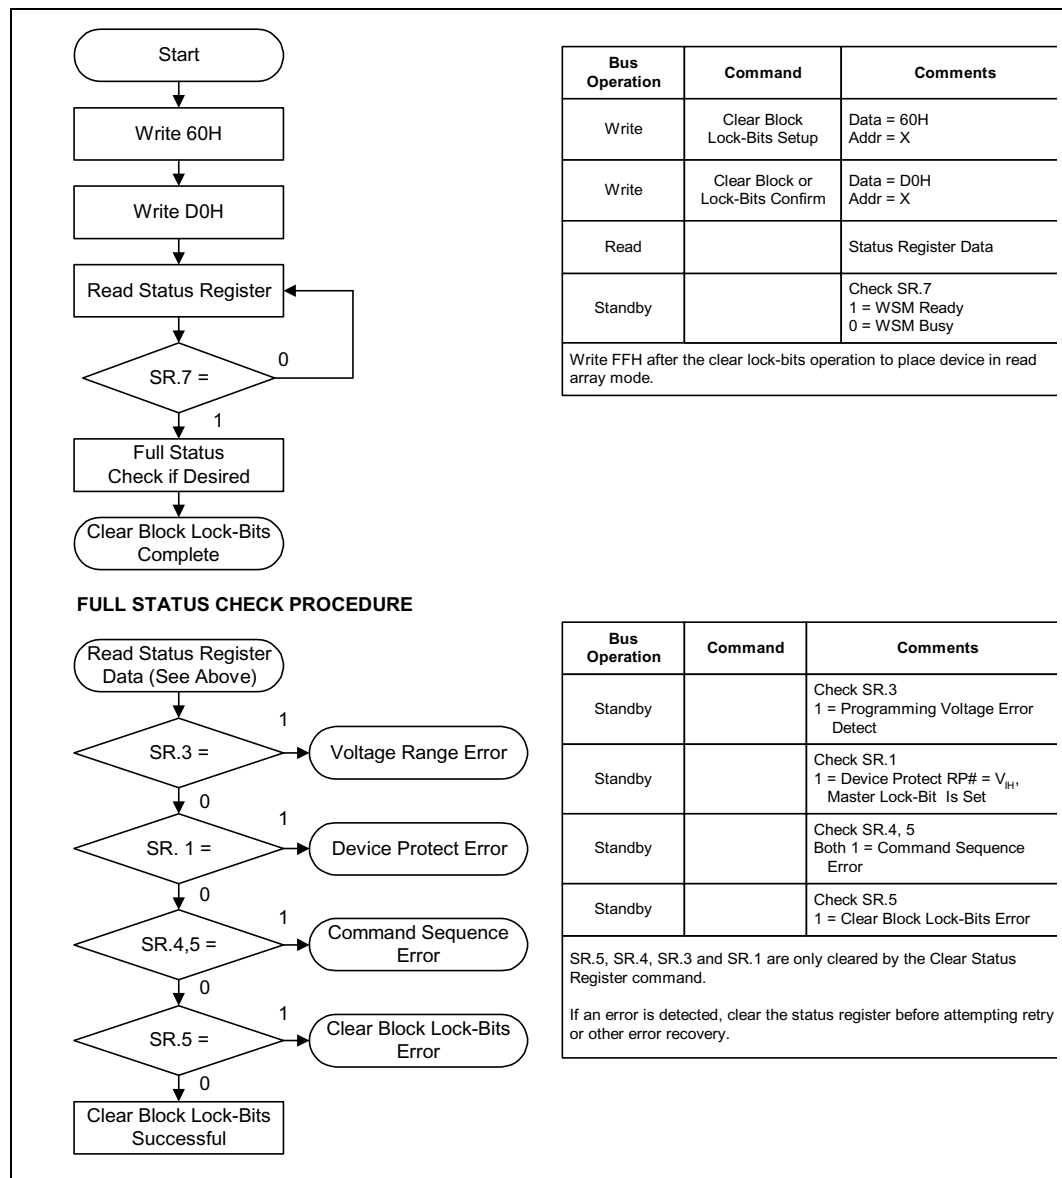 Start
Write 60H
Write D0H
Read Status Register
SR.7 =
0
1
Full Status
Check if Desired
Clear Block Lock-Bits
Complete
Bus
Operation
Command
Comments
Write
Clear Block
Lock-Bits Setup
Data = 60H
Addr = X
Write
Clear Block or
Lock-Bits Confirm
Data = D0H
Addr = X
Read
Status Register Data
Standby
Check SR.7
1 = WSM Ready
0 = WSM Busy
Write FFH after the clear lock-bits operation to place device in read
array mode.
FULL STATUS CHECK PROCEDURE
Read Status Register
Data (See Above)
SR.3 =
1
Voltage Range Error
0
SR. 1 =
1
Device Protect Error
0
SR.4,5 =
1
Command Sequence
Error
0
SR.5 =
1
Clear Block Lock-Bits
Error
0
Clear Block Lock-Bits
Successful
Bus
Operation
Command
Comments
Standby
Check SR.3
1 = Programming Voltage Error
Detect
Standby
Check SR.1
1 = Device Protect RP# = VIH,
Master Lock-Bit Is Set
Standby
Check SR.4, 5
Both 1 = Command Sequence
Error
Standby
Check SR.5
1 = Clear Block Lock-Bits Error
SR.5, SR.4, SR.3 and SR.1 are only cleared by the Clear Status
Register command.
If an error is detected, clear the status register before attempting retry
or other error recovery.